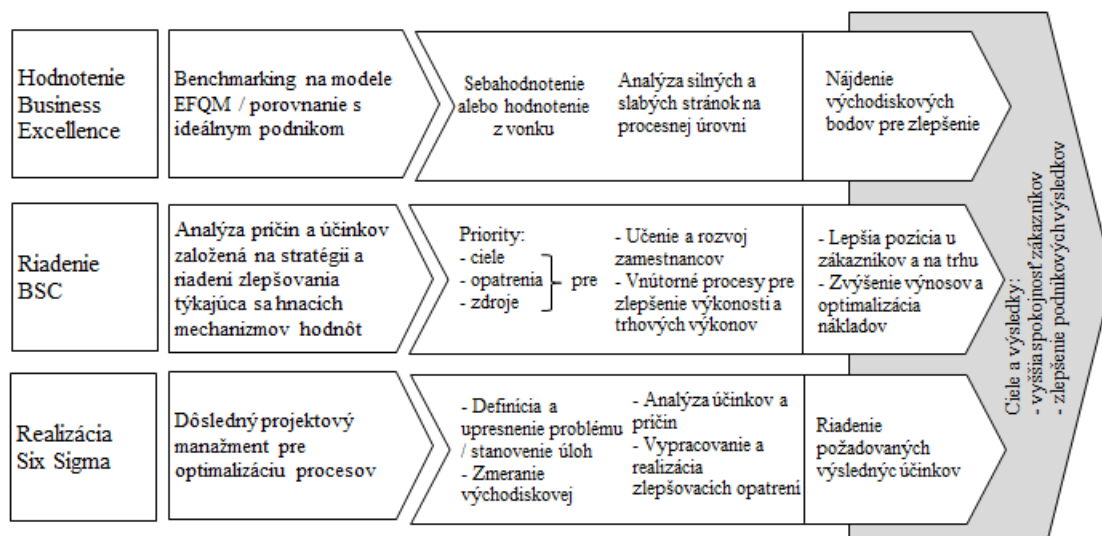 Hodnotenie
Business
Excellence
Benchmarking na modele
EFQM / porovnanie s
ideálnym podnikom
Sebahodnotenie
alebo hodnotenie
z vonku
Analýza silných a
slabých stránok na
procesnej úrovni
Nájdenie
východiskových
bodov pre zlepšenie
Riadenie
BSC
Analýza pričin a účinkov
založená na stratégii a
riadení zlepšovania
týkajúca sa hnacích
mechanizmov hodnôt
Priority:
- ciele
- opatrenia
- zdroje
pre
- Učenie a rozvoj
zamestnancov
- Vnútorné procesy pre
zlepšenie výkonosti a
trhových výkonov
- Lepšia pozícia u
zákazníkov a na trhu
- Zvýšenie výnosov a
optimalizácia
nákladov
Realizácia
Six Sigma
Dôsledný projektový
manažment pre
optimalizáciu procesov
- Definícia a
upresnenie problému
/ stanovenie úloh
- Zmeranie
východiskovej
- Analýza účinkov a
pričin
- Vypracovanie a
realizácia
zlepšovacích opatrení
Riadenie
požadovaných
výslednýc účinkov
Ciele a výsledky:
- vyššia spokojnosť zákazníkov
- zlepšenie podnikových výsledkov